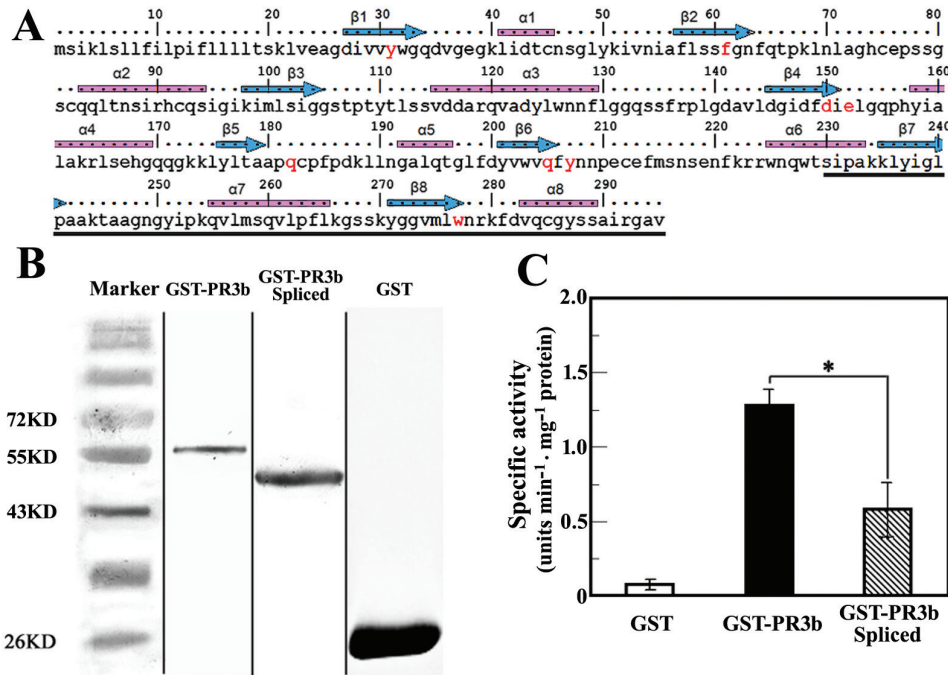 A
10 20 30 40 50 60 70 80
β1 α1 β2
msiklsllfilpiflllltsklveagdivvywgqdvgegklidtcnsglykivniaflssfgnfqtpklnlaghcepssg
90 100 110 120 130 140 150 160
α2 β3 α3 β4
scqqltnsirhcqsigikimlsiggstptytlssvddarqvadylwnnflggqssfrplgdavldgidfdielgqphyia
170 180 190 200 210 220 230 240
α4 β5 α5 β6 α6 β7
lakrlsehgqqgkklyltaapqcpfpdkllngalqtglfdyvwvqfynnpecefmsnsenfkrrwnqwtsipakklyigl
250 260 270 280 290
α7 β8 α8
paaktaagngyipkqvlmsqvlpflkgsskyggvmlwnrkfdvqcgyssairgav
B
Marker GST-PR3b GST-PR3b Spliced GST
72KD
55KD
43KD
26KD
C
Specific activity
(units min⁻¹· mg⁻¹ protein)
2.0
1.5
1.0
0.5
0
*
GST GST-PR3b GST-PR3b
Spliced